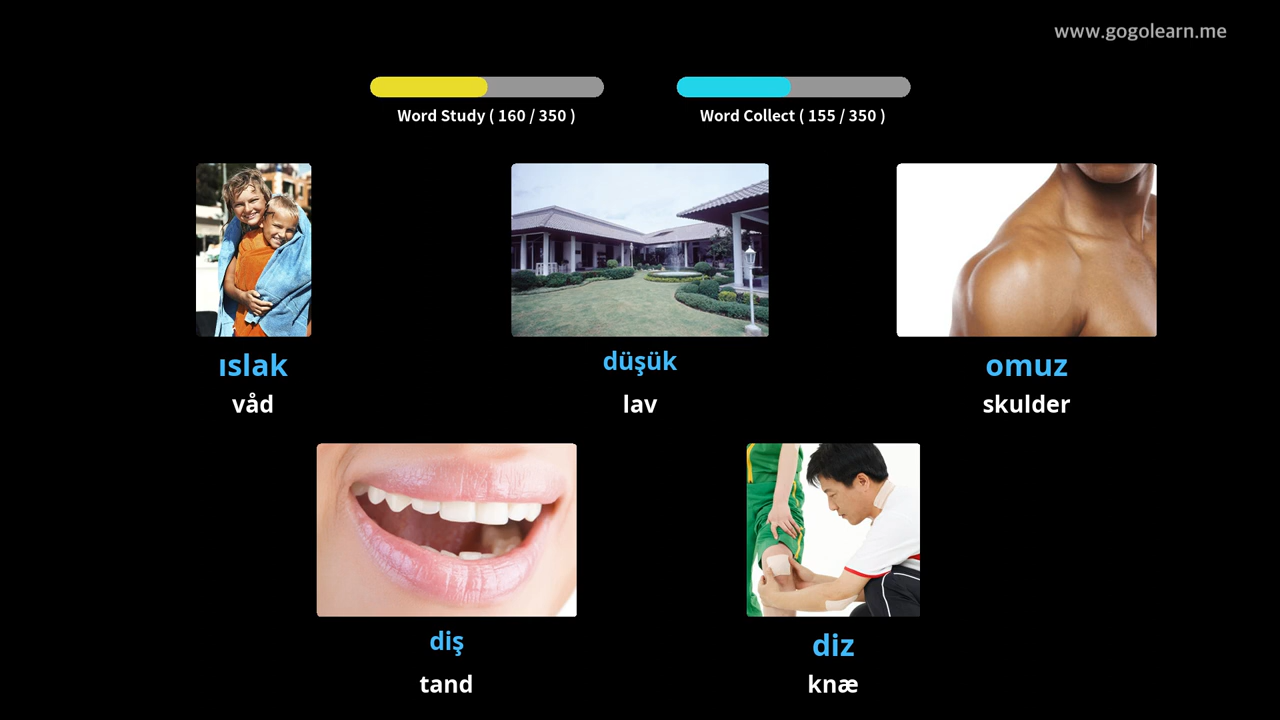 www.gogolearn.me
Word Study ( 160 / 350 )
Word Collect ( 155 / 350 )
ıslak
våd
düşük
lav
omuz
skulder
diş
tand
diz
knæ